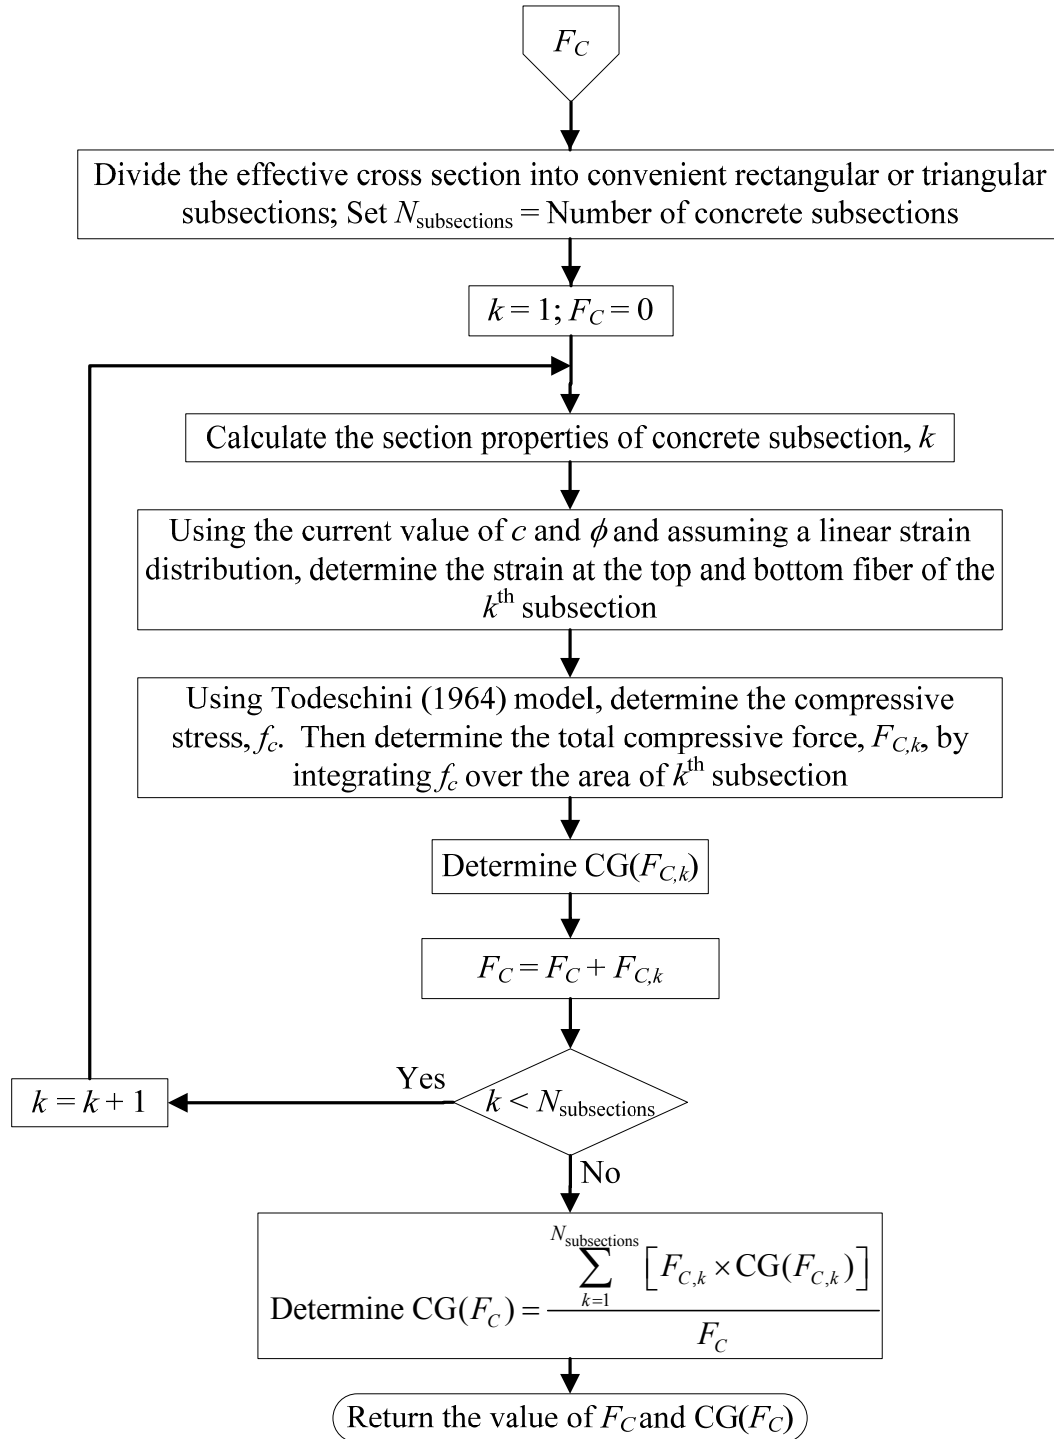 F_C
Divide the effective cross section into convenient rectangular or triangular
subsections; Set N_subsections = Number of concrete subsections
k = 1; F_C = 0
Calculate the section properties of concrete subsection, k
Using the current value of c and ϕ and assuming a linear strain
distribution, determine the strain at the top and bottom fiber of the
k^th subsection
Using Todeschini (1964) model, determine the compressive
stress, f_c. Then determine the total compressive force, F_C,k, by
integrating f_c over the area of k^th subsection
Determine CG(F_C,k)
F_C = F_C + F_C,k
Yes
k = k + 1
k < N_subsections
No
N_subsections
∑ [F_C,k × CG(F_C,k)]
k=1
Determine CG(F_C) =
F_C
Return the value of F_C and CG(F_C)